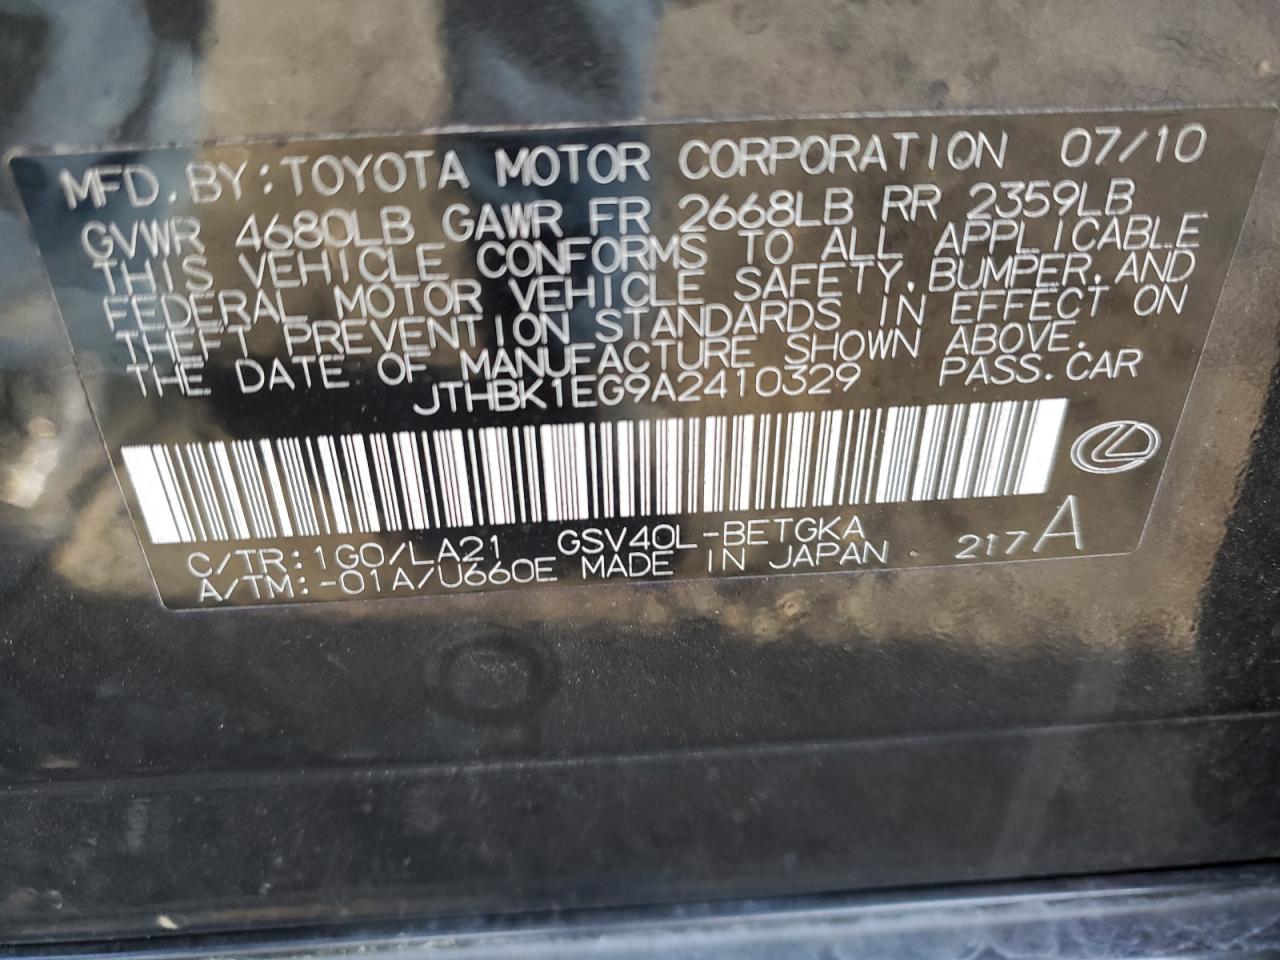 MFD. BY: TOYOTA MOTOR CORPORATION 07/10
GVWR 4680LB GAWR FR 2668LB RR 2359LB
THIS VEHICLE CONFORMS TO ALL APPLICABLE
FEDERAL MOTOR VEHICLE SAFETY, BUMPER, AND
THEFT PREVENTION STANDARDS IN EFFECT ON
THE DATE OF MANUFACTURE SHOWN ABOVE.
JTHBK1EG9A2410329 PASS. CAR
C/TR: 1G0/LA21 GSV40L-BETGKA
A/TM: -01A/U660E MADE IN JAPAN 217A